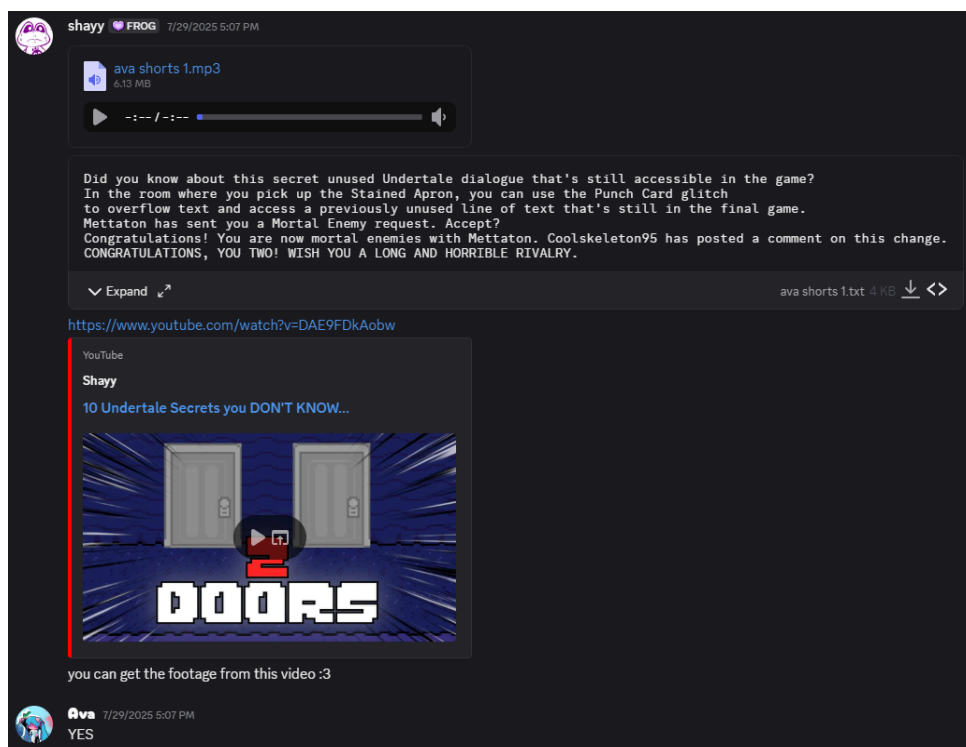 shayy FROG 7/29/2025 5:07 PM
ava shorts 1.mp3
6.13 MB
-:-- / -:--
Did you know about this secret unused Undertale dialogue that's still accessible in the game?
In the room where you pick up the Stained Apron, you can use the Punch Card glitch
to overflow text and access a previously unused line of text that's still in the final game.
Mettaton has sent you a Mortal Enemy request. Accept?
Congratulations! You are now mortal enemies with Mettaton. Coolskeleton95 has posted a comment on this change.
CONGRATULATIONS, YOU TWO! WISH YOU A LONG AND HORRIBLE RIVALRY.
Expand
ava shorts 1.txt 4 KB
https://www.youtube.com/watch?v=DAE9FDkAobw
YouTube
Shayy
10 Undertale Secrets you DON'T KNOW...
2
DOORS
you can get the footage from this video :3
Ava 7/29/2025 5:07 PM
YES